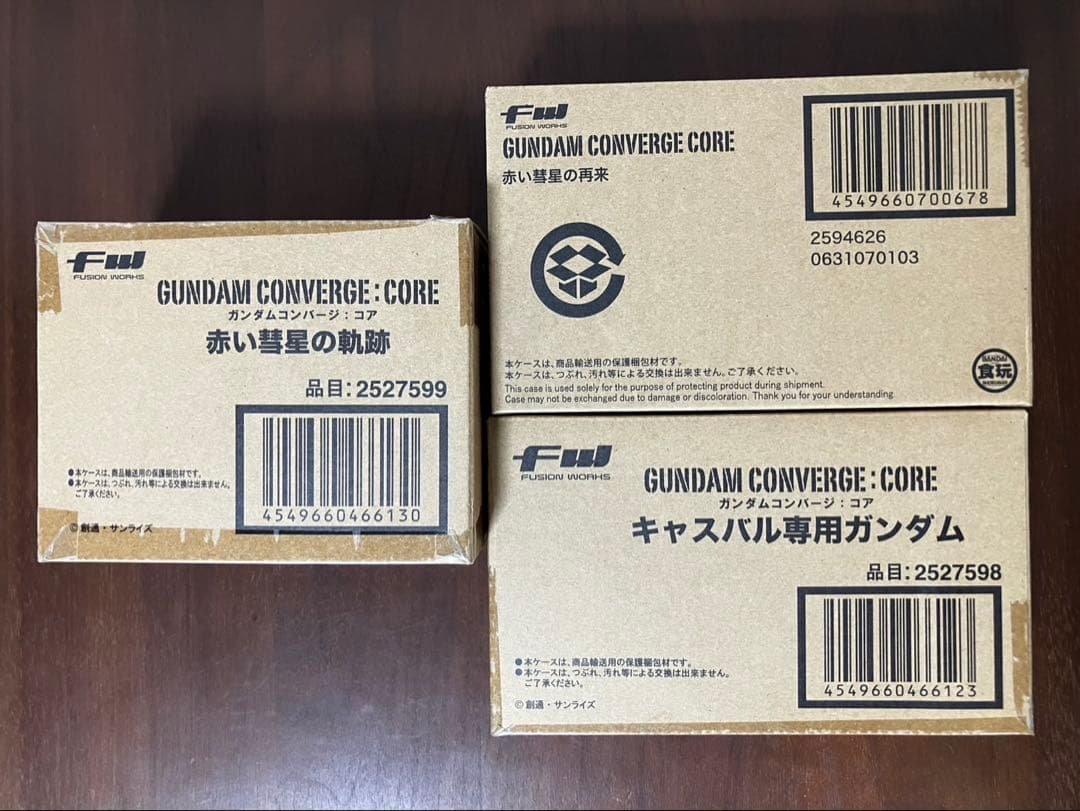 FW
FUSION WORKS
GUNDAM CONVERGE:CORE
ガンダムコンバージ:コア
赤い彗星の軌跡
品目:2527599
●本ケースは、商品輸送用の保護梱包材です。
●本ケースは、つぶれ、汚れ等による交換は出来ません。
ご了承ください。
4549660466130
©創通・サンライズ
FW
FUSION WORKS
GUNDAM CONVERGE CORE
赤い彗星の再来
4549660700678
2594626
0631070103
本ケースは、商品輸送用の保護梱包材です。
本ケースは、つぶれ、汚れ等による交換は出来ません。ご了承ください。
This case is used solely for the purpose of protecting product during shipment.
Case may not be exchanged due to damage or discoloration. Thank you for your understanding
BANDAI
食玩
FW
FUSION WORKS
GUNDAM CONVERGE:CORE
ガンダムコンバージ:コア
キャスバル専用ガンダム
品目:2527598
●本ケースは、商品輸送用の保護梱包材です。
●本ケースは、つぶれ、汚れ等による交換は出来ません。
ご了承ください。
4549660466123
©創通・サンライズ